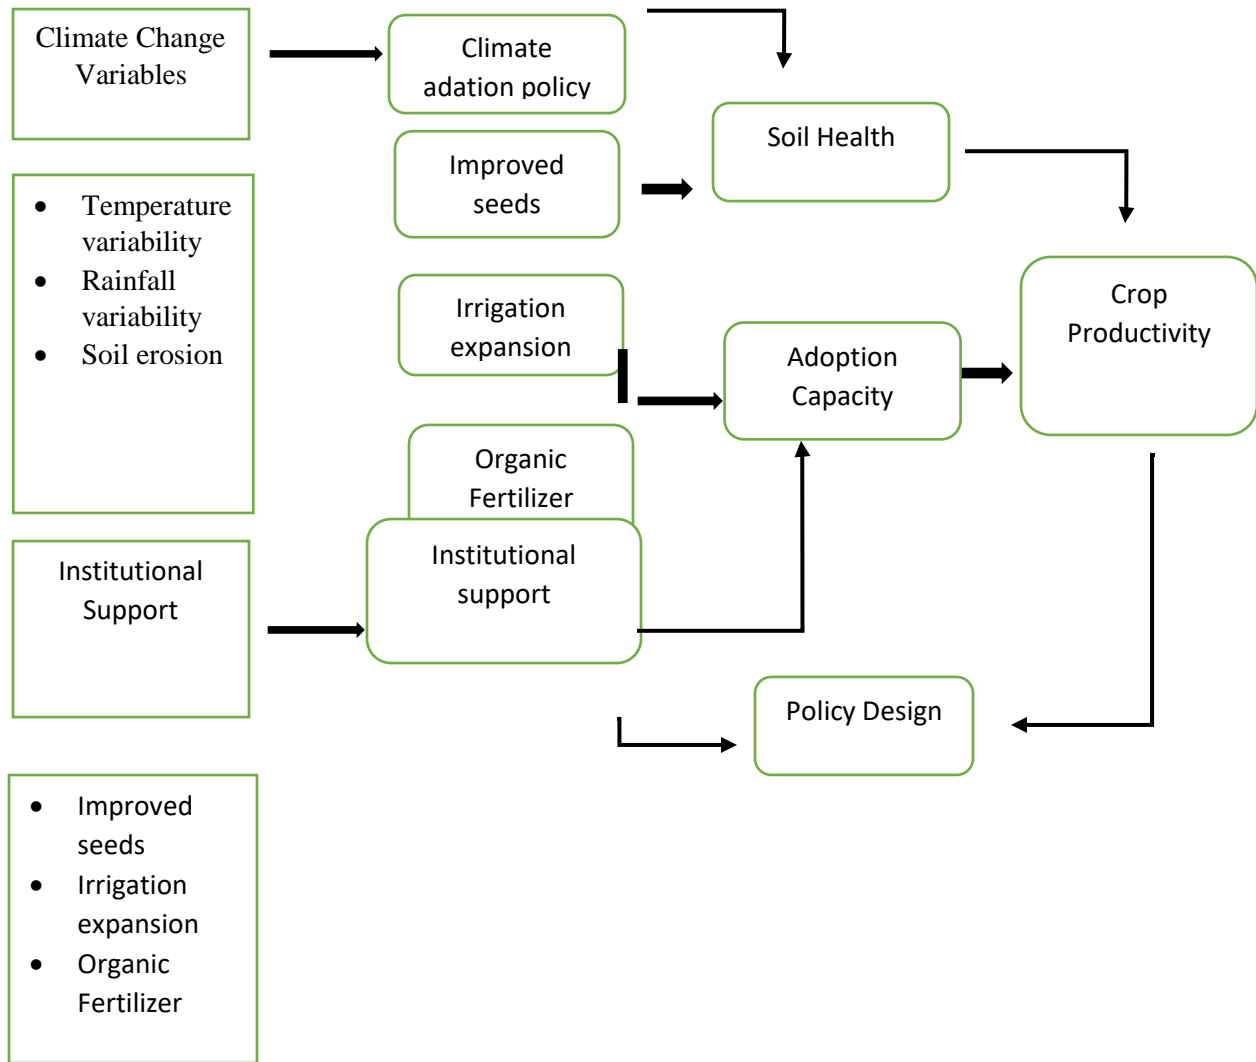 Climate Change
Variables
Climate
adation policy
Soil Health
Improved
seeds
• Temperature
variability
• Rainfall
variability
• Soil erosion
Irrigation
expansion
Adoption
Capacity
Crop
Productivity
Organic
Fertilizer
Institutional
Support
Institutional
support
Policy Design
• Improved
seeds
• Irrigation
expansion
• Organic
Fertilizer